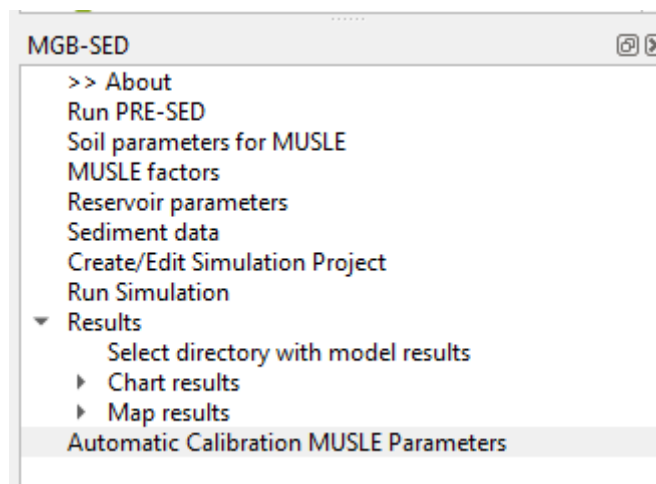 MGB-SED
>> About
Run PRE-SED
Soil parameters for MUSLE
MUSLE factors
Reservoir parameters
Sediment data
Create/Edit Simulation Project
Run Simulation
Results
Select directory with model results
Chart results
Map results
Automatic Calibration MUSLE Parameters